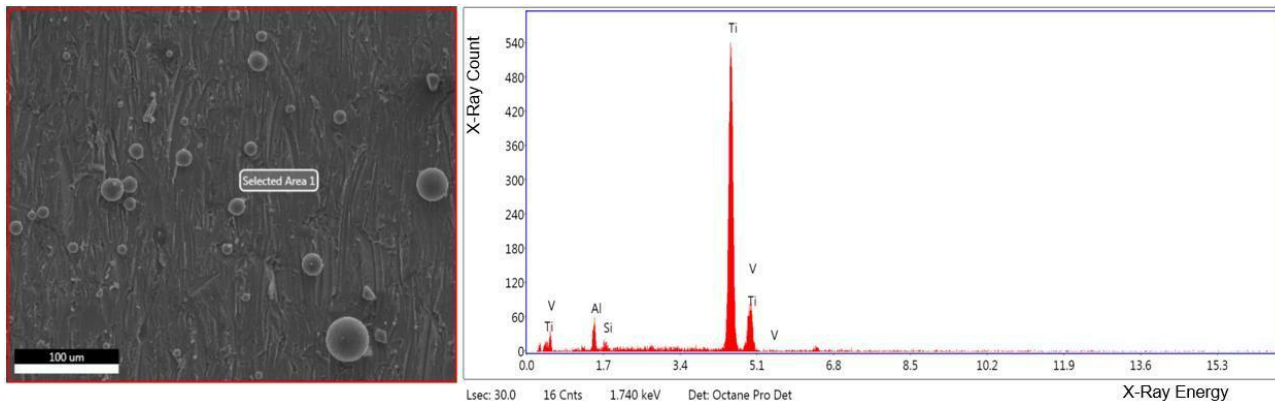 Selected Area 1
100 um
X-Ray Count
540
480
420
360
300
240
180
120
60
0
Ti
V
Ti
Al
Si
V
Ti
V
0.0 1.7 3.4 5.1 6.8 8.5 10.2 11.9 13.6 15.3
X-Ray Energy
Lsec: 30.0 16 Cnts 1.740 keV Det: Octane Pro Det